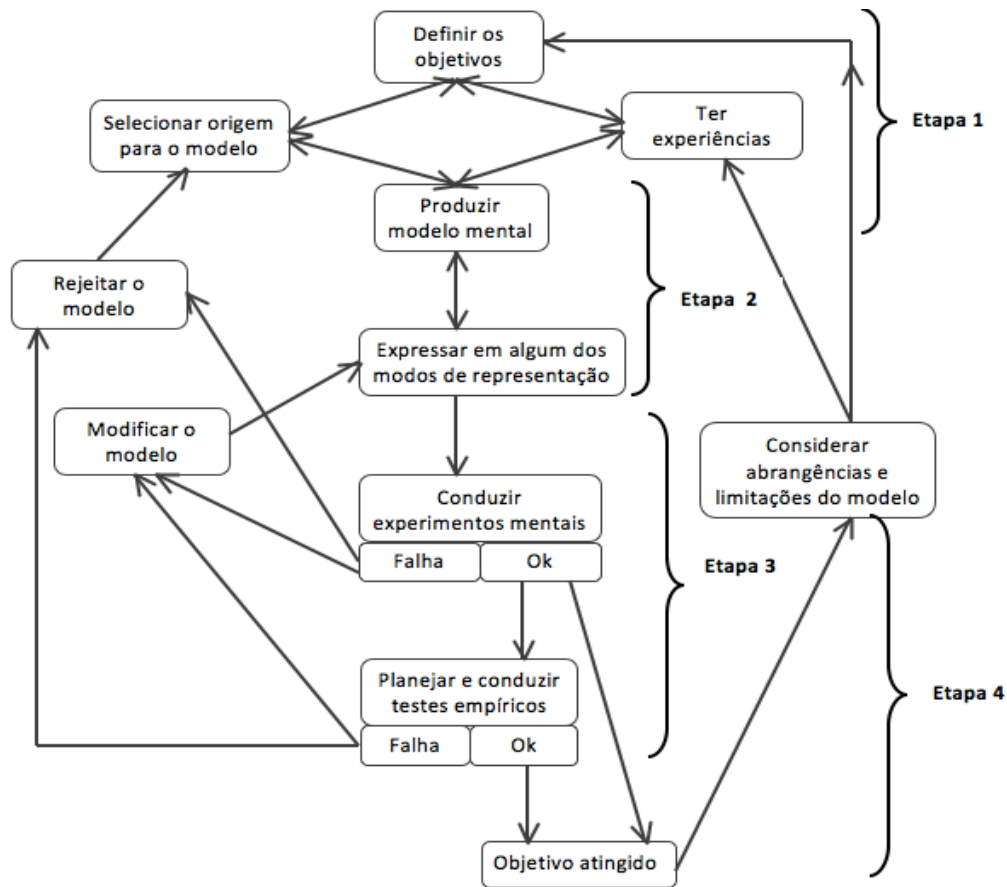 Definir os
objetivos
Selecionar origem
para o modelo
Ter
experiências
Etapa 1
Produzir
modelo mental
Rejeitar o
modelo
Etapa 2
Expressar em algum dos
modos de representação
Modificar o
modelo
Considerar
abrangências e
limitações do modelo
Conduzir
experimentos mentais
Falha
Ok
Etapa 3
Planejar e conduzir
testes empíricos
Falha
Ok
Etapa 4
Objetivo atingido